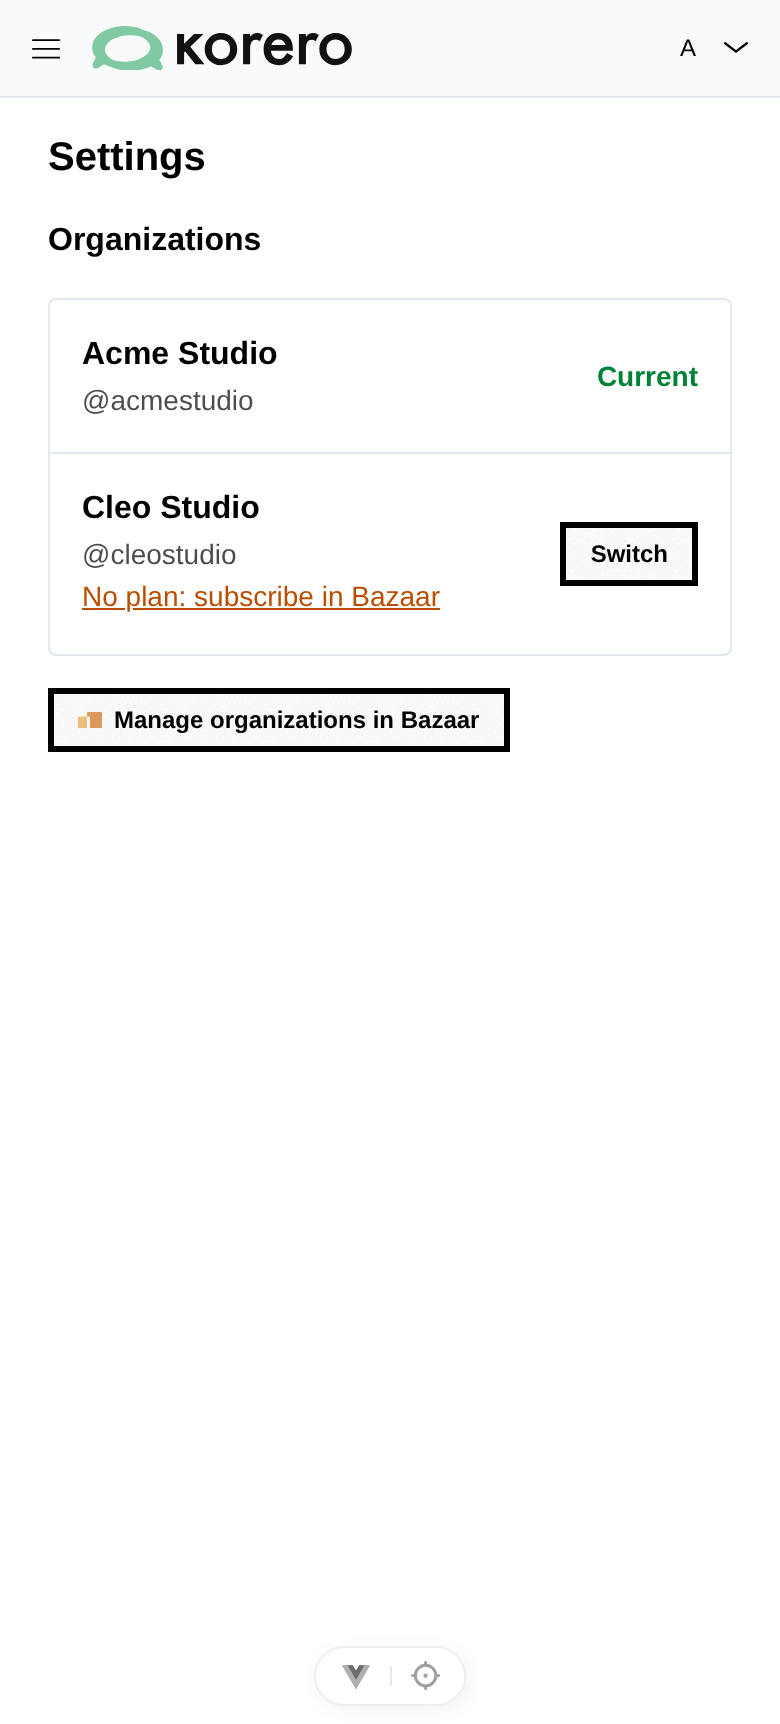 korero
A
Settings
Organizations
Acme Studio
@acmestudio
Current
Cleo Studio
@cleostudio
No plan: subscribe in Bazaar
Switch
Manage organizations in Bazaar